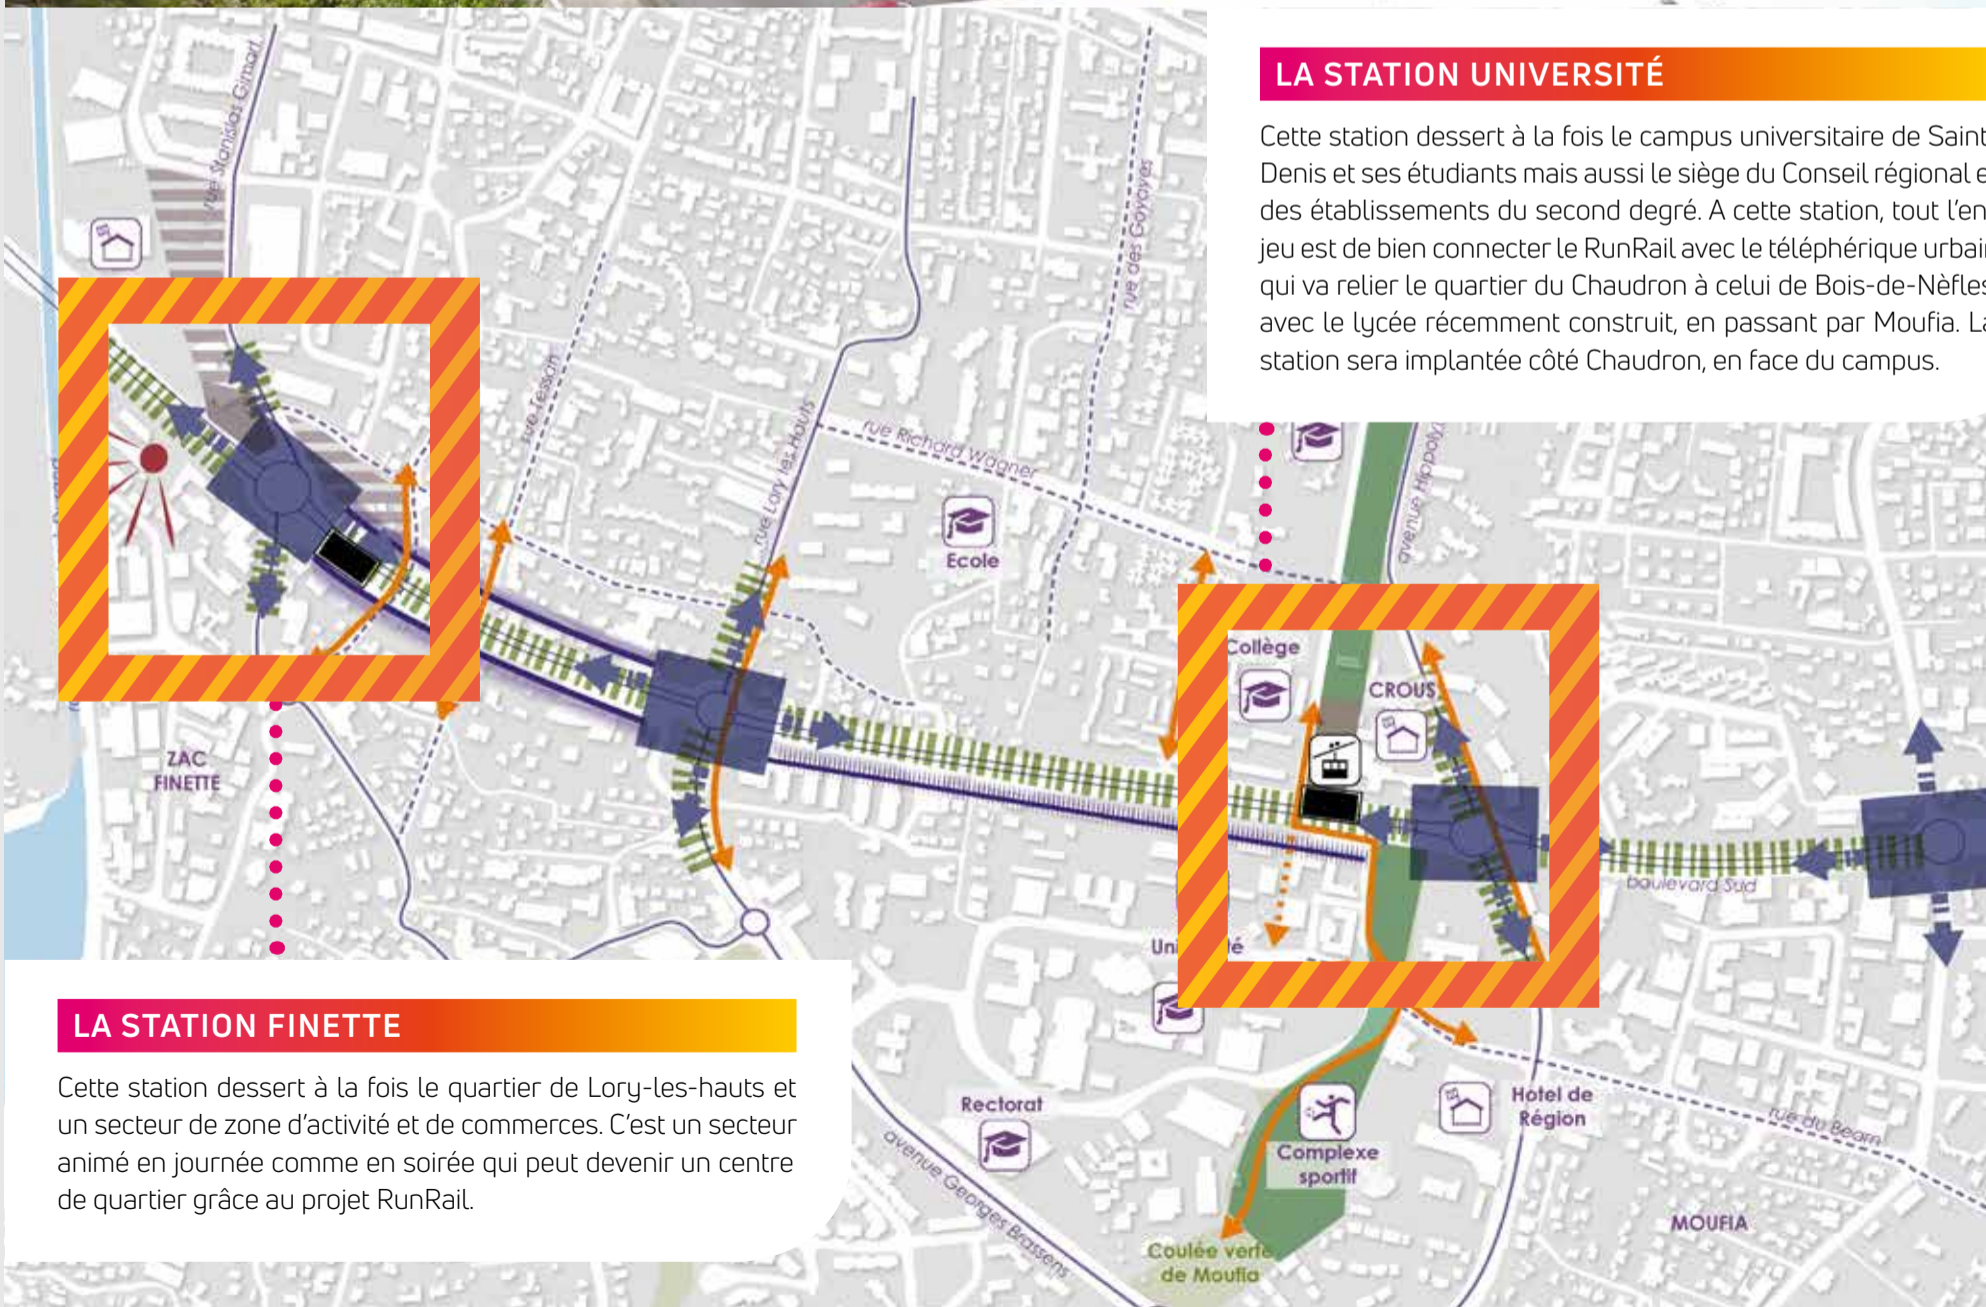 LA STATION UNIVERSITÉ
Cette station dessert à la fois le campus universitaire de Saint
Denis et ses étudiants mais aussi le siège du Conseil régional e
des établissements du second degré. A cette station, tout l'en
jeu est de bien connecter le RunRail avec le téléphérique urbai
qui va relier le quartier du Chaudron à celui de Bois-de-Nèfles
avec le lycée récemment construit, en passant par Moufia. La
station sera implantée côté Chaudron, en face du campus.
rue Stanislas Gimart
rue des Goyaves
rue Tessan
rue Lory les Hauts
rue Richard Wagner
avenue Hippoly
Ecole
Collège
CROUS
ZAC
FINETTE
boulevard Sud
Uni
té
LA STATION FINETTE
Cette station dessert à la fois le quartier de Lory-les-hauts et
un secteur de zone d'activité et de commerces. C'est un secteur
animé en journée comme en soirée qui peut devenir un centre
de quartier grâce au projet RunRail.
Rectorat
avenue Georges Brassens
Complexe
sportif
Hotel de
Région
rue du Bearn
MOUFIA
Coulée verte
de Moufia